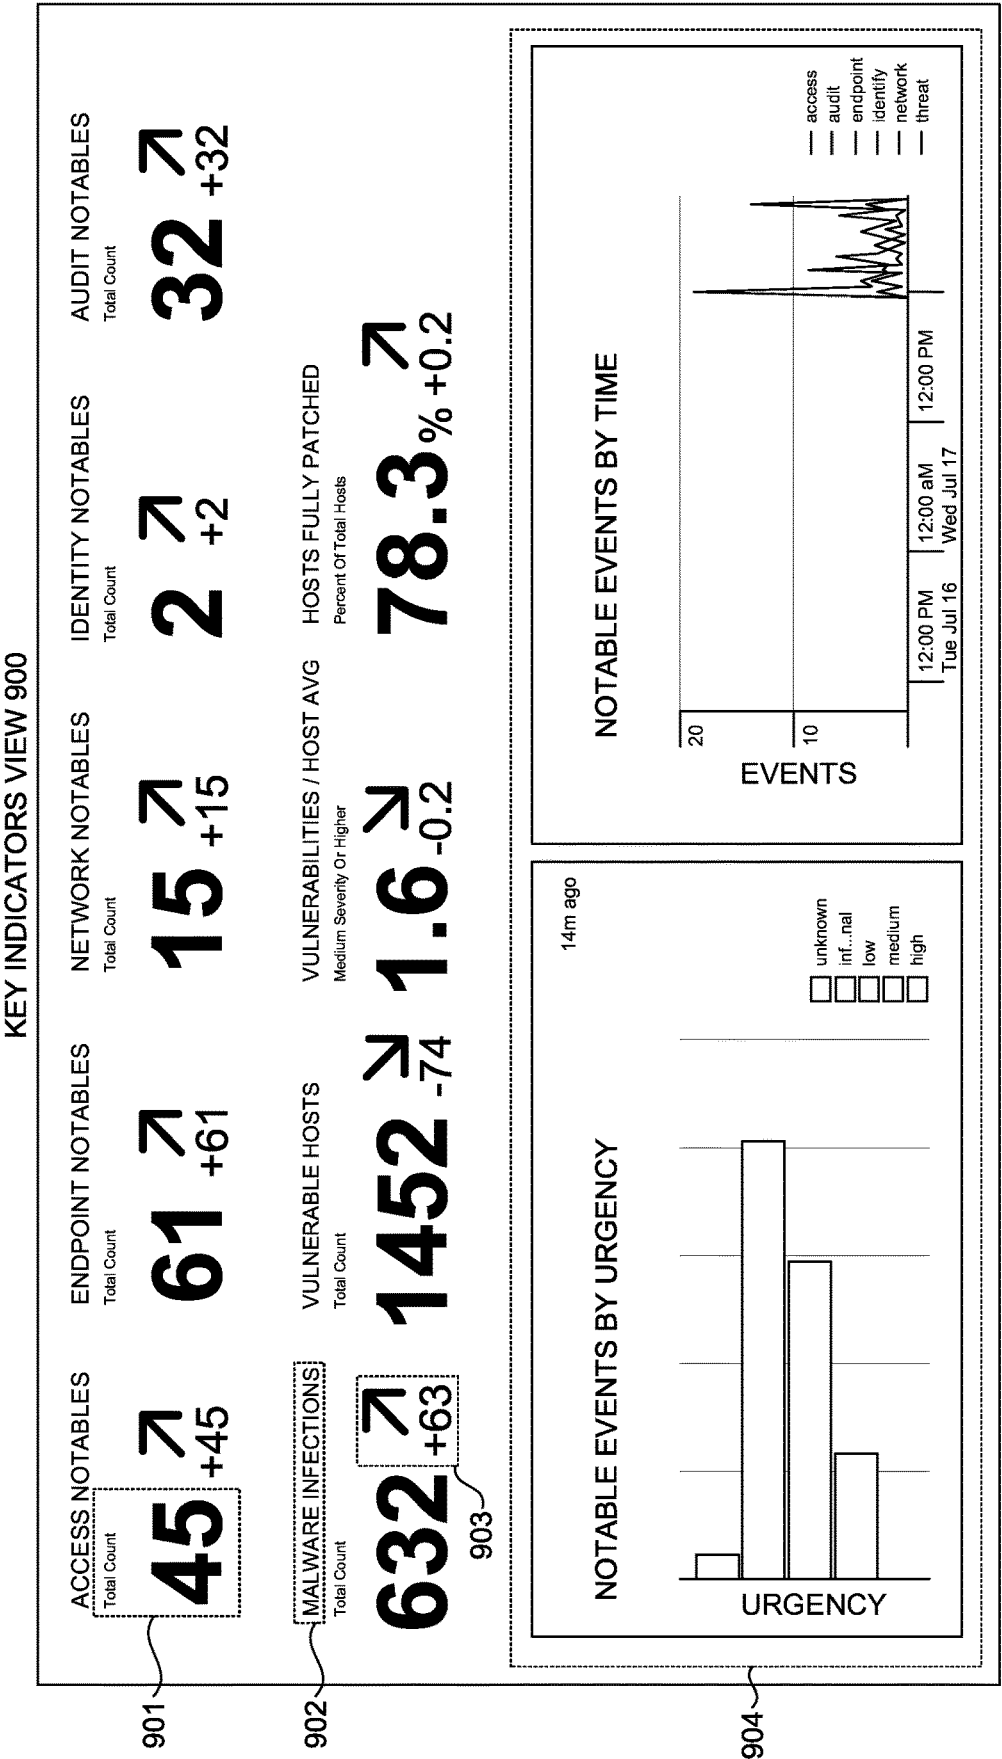 KEY INDICATORS VIEW 900
ACCESS NOTABLES
Total Count
45 +45
ENDPOINT NOTABLES
Total Count
61 +61
NETWORK NOTABLES
Total Count
15 +15
IDENTITY NOTABLES
Total Count
2 +2
AUDIT NOTABLES
Total Count
32 +32
901
MALWARE INFECTIONS
Total Count
632 +63
VULNERABLE HOSTS
Total Count
1452 -74
VULNERABILITIES / HOST AVG
Medium Severity Or Higher
1.6 -0.2
HOSTS FULLY PATCHED
Percent Of Total Hosts
78.3% +0.2
902
903
904
14m ago
NOTABLE EVENTS BY URGENCY
URGENCY
unknown
inf...nal
low
medium
high
NOTABLE EVENTS BY TIME
EVENTS
20
10
12:00 PM
Tue Jul 16
12:00 aM
Wed Jul 17
12:00 PM
access
audit
endpoint
identify
network
threat